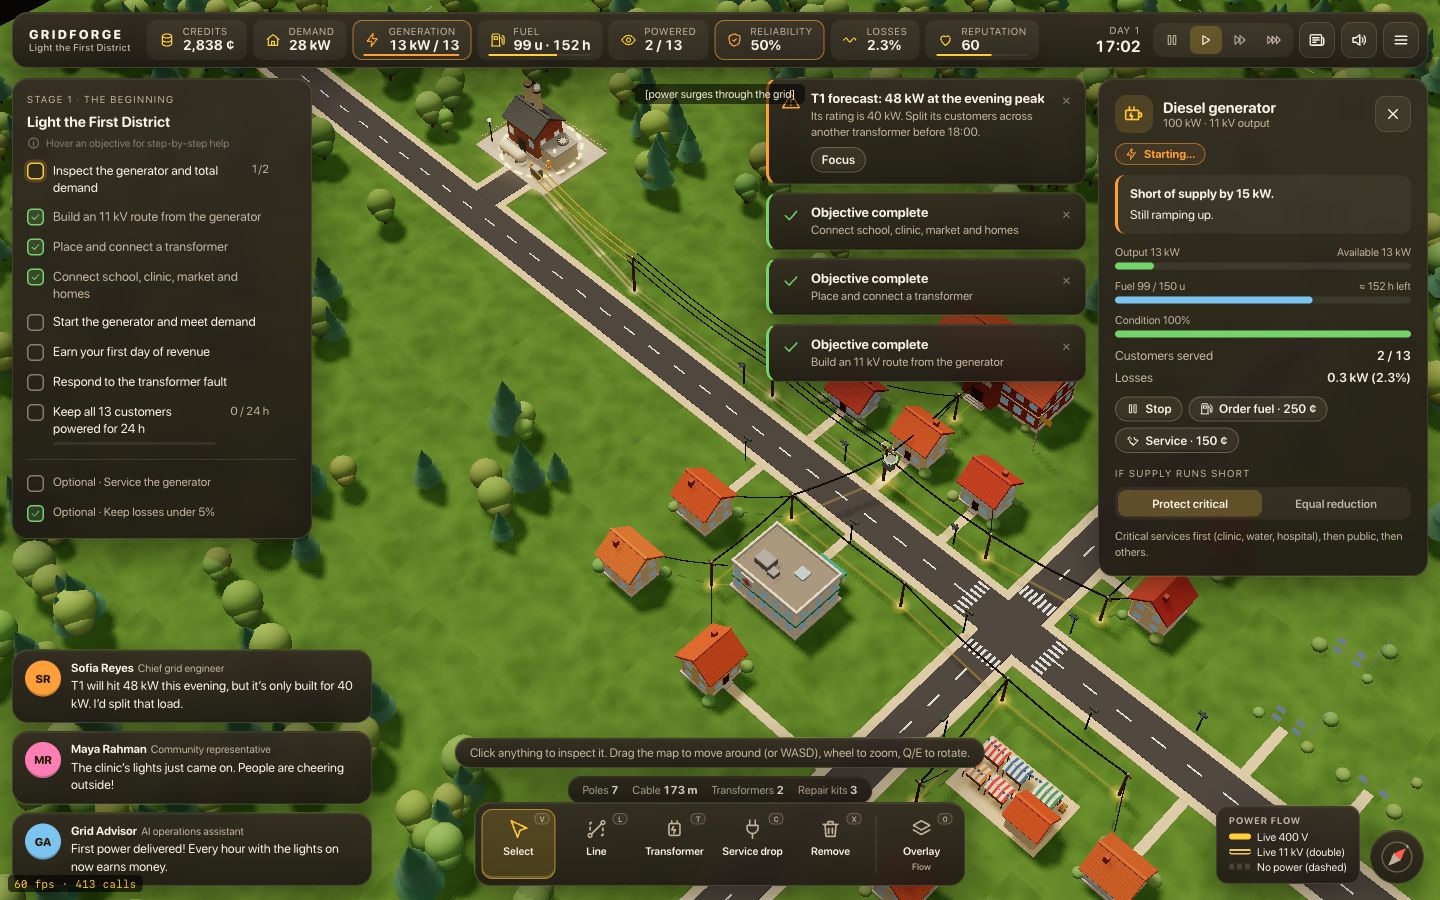 GRIDFORGE
Light the First District
CREDITS
2,838 ¢
DEMAND
28 kW
GENERATION
13 kW / 13
FUEL
99 u · 152 h
POWERED
2 / 13
RELIABILITY
50%
LOSSES
2.3%
REPUTATION
60
DAY 1
17:02
STAGE 1 · THE BEGINNING
Light the First District
Hover an objective for step-by-step help
Inspect the generator and total demand
1/2
Build an 11 kV route from the generator
Place and connect a transformer
Connect school, clinic, market and homes
Start the generator and meet demand
Earn your first day of revenue
Respond to the transformer fault
Keep all 13 customers powered for 24 h
0 / 24 h
Optional · Service the generator
Optional · Keep losses under 5%
[power surges through the grid]
T1 forecast: 48 kW at the evening peak
Its rating is 40 kW. Split its customers across another transformer before 18:00.
Focus
Objective complete
Connect school, clinic, market and homes
Objective complete
Place and connect a transformer
Objective complete
Build an 11 kV route from the generator
Diesel generator
100 kW · 11 kV output
Starting...
Short of supply by 15 kW.
Still ramping up.
Output 13 kW
Available 13 kW
Fuel 99 / 150 u
≈ 152 h left
Condition 100%
Customers served
2 / 13
Losses
0.3 kW (2.3%)
Stop
Order fuel · 250 ¢
Service · 150 ¢
IF SUPPLY RUNS SHORT
Protect critical
Equal reduction
Critical services first (clinic, water, hospital), then public, then others.
SR
Sofia Reyes Chief grid engineer
T1 will hit 48 kW this evening, but it's only built for 40 kW. I'd split that load.
MR
Maya Rahman Community representative
The clinic's lights just came on. People are cheering outside!
GA
Grid Advisor AI operations assistant
First power delivered! Every hour with the lights on now earns money.
60 fps · 413 calls
Click anything to inspect it. Drag the map to move around (or WASD), wheel to zoom, Q/E to rotate.
Poles 7
Cable 173 m
Transformers 2
Repair kits 3
V
Select
L
Line
T
Transformer
C
Service drop
X
Remove
O
Overlay
Flow
POWER FLOW
Live 400 V
Live 11 kV (double)
No power (dashed)